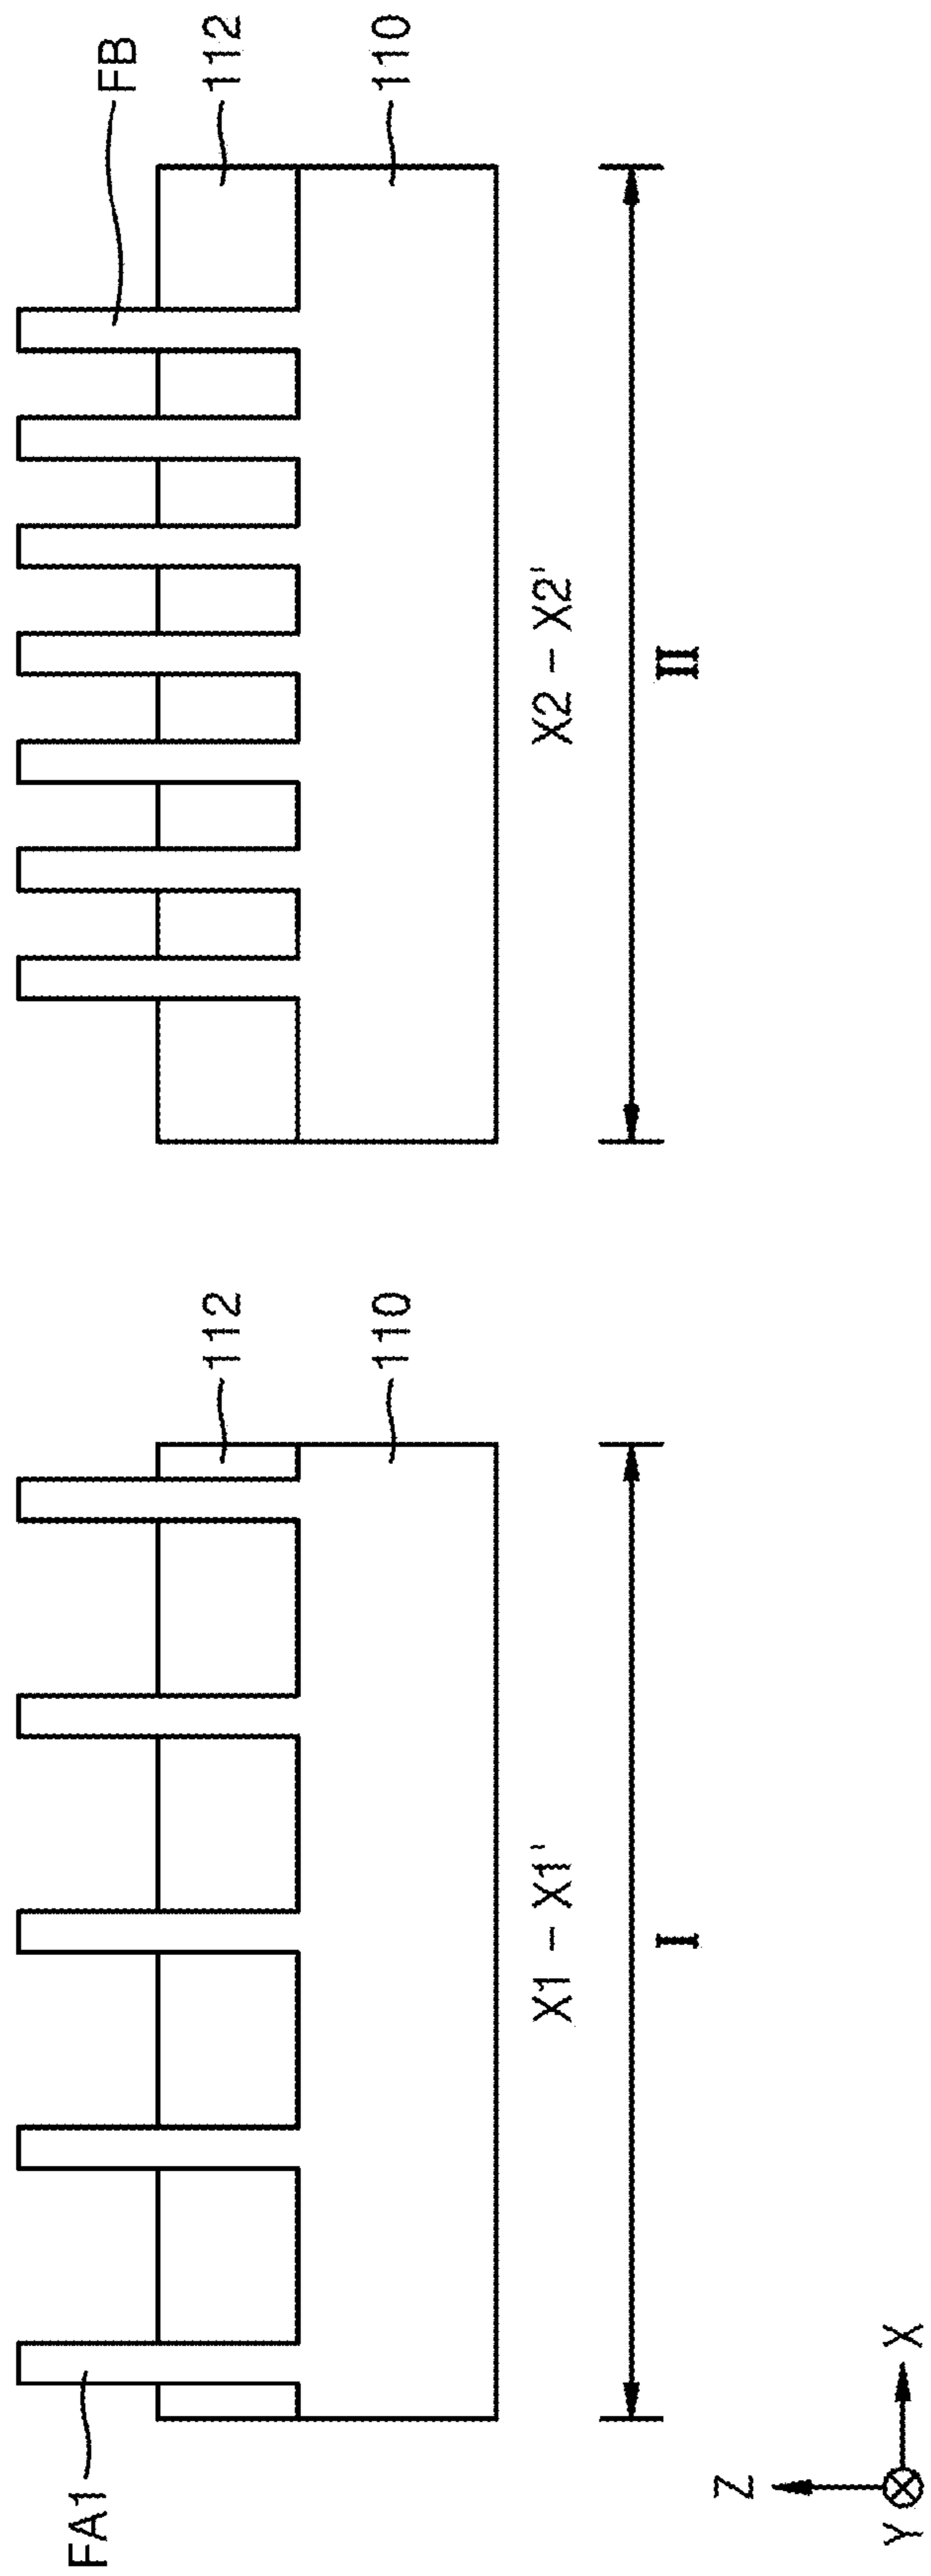 FA1
112
110
FB
112
110
X1 – X1'
X2 – X2'
I
II
Z
Y
X